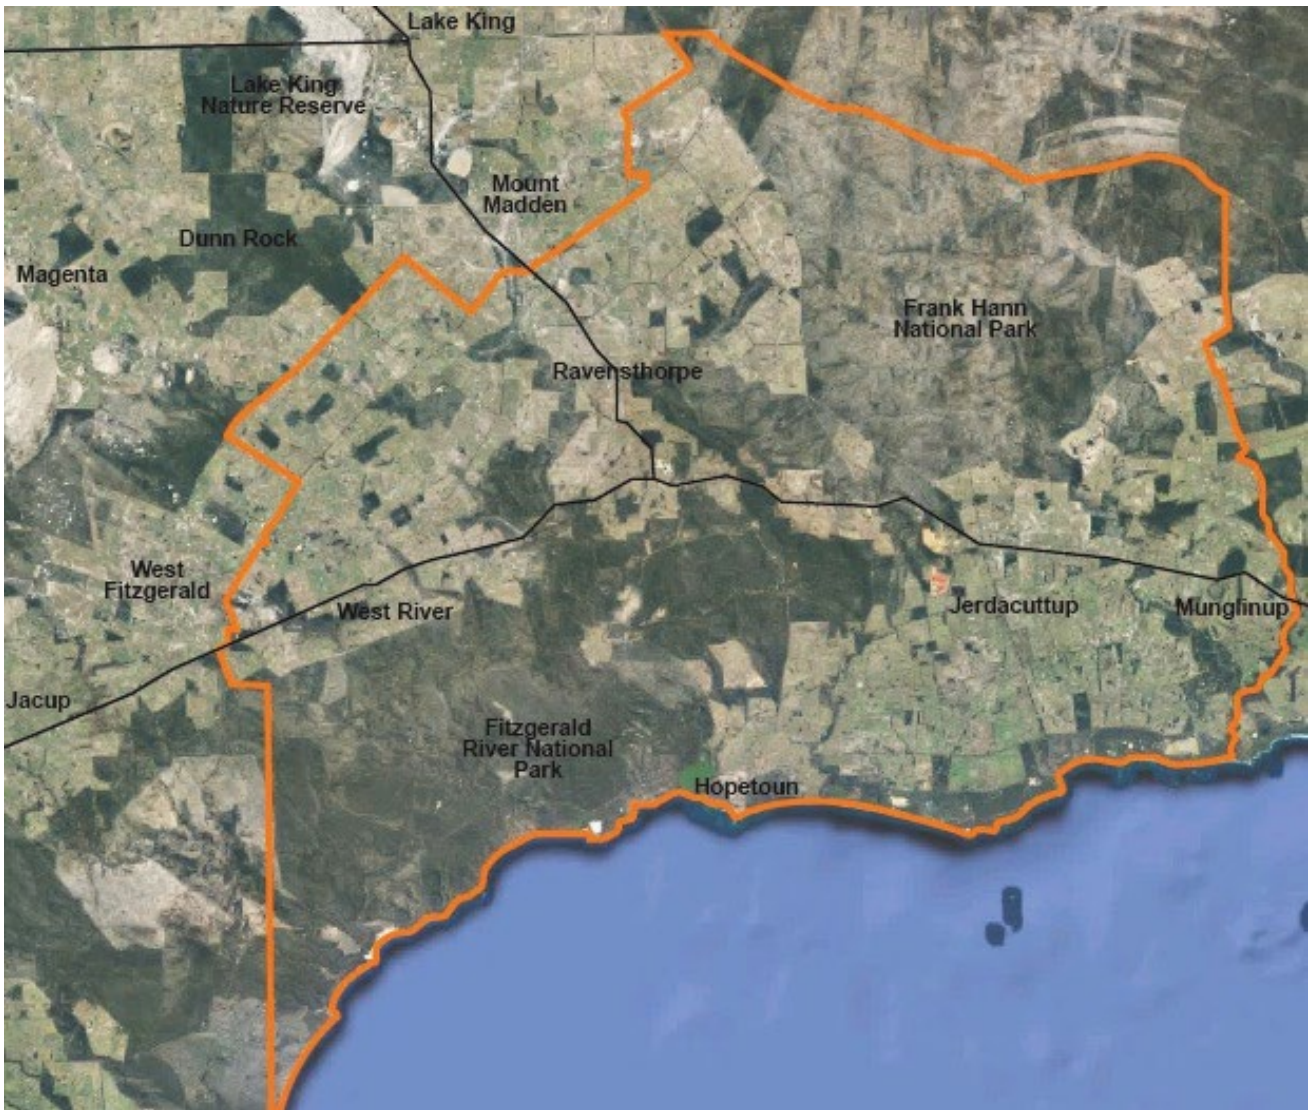 Lake King
Lake King
Nature Reserve
Mount
Madden
Dunn Rock
Magenta
Frank Hann
National Park
Ravensthorpe
West
Fitzgerald
West River
Jerdacuttup
Munglinup
Jacup
Fitzgerald
River National
Park
Hopetoun